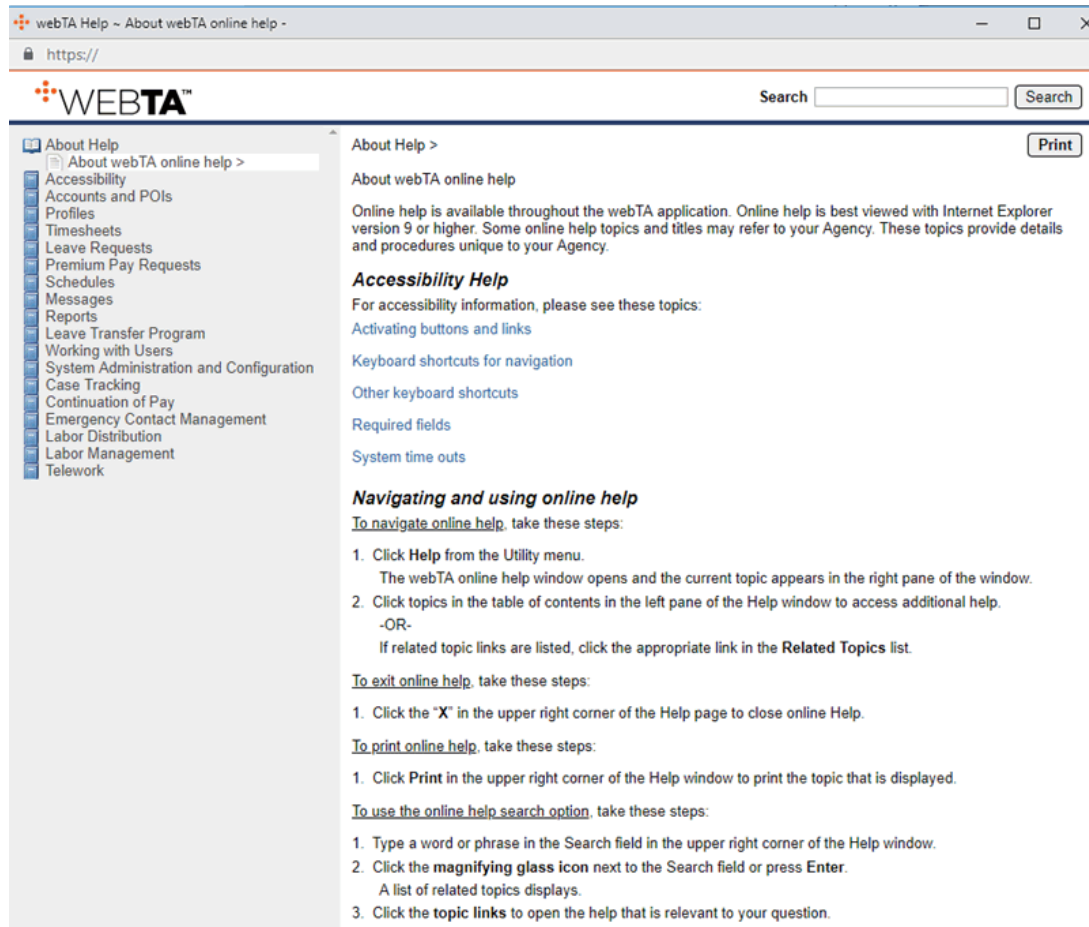 webTA Help ~ About webTA online help -
https://
WEBTA™
Search
Search
About Help
About webTA online help >
Accessibility
Accounts and POIs
Profiles
Timesheets
Leave Requests
Premium Pay Requests
Schedules
Messages
Reports
Leave Transfer Program
Working with Users
System Administration and Configuration
Case Tracking
Continuation of Pay
Emergency Contact Management
Labor Distribution
Labor Management
Telework
About Help >
Print
About webTA online help
Online help is available throughout the webTA application. Online help is best viewed with Internet Explorer
version 9 or higher. Some online help topics and titles may refer to your Agency. These topics provide details
and procedures unique to your Agency.
Accessibility Help
For accessibility information, please see these topics:
Activating buttons and links
Keyboard shortcuts for navigation
Other keyboard shortcuts
Required fields
System time outs
Navigating and using online help
To navigate online help, take these steps:
1. Click Help from the Utility menu.
The webTA online help window opens and the current topic appears in the right pane of the window.
2. Click topics in the table of contents in the left pane of the Help window to access additional help.
-OR-
If related topic links are listed, click the appropriate link in the Related Topics list.
To exit online help, take these steps:
1. Click the "X" in the upper right corner of the Help page to close online Help.
To print online help, take these steps:
1. Click Print in the upper right corner of the Help window to print the topic that is displayed.
To use the online help search option, take these steps:
1. Type a word or phrase in the Search field in the upper right corner of the Help window.
2. Click the magnifying glass icon next to the Search field or press Enter.
A list of related topics displays.
3. Click the topic links to open the help that is relevant to your question.